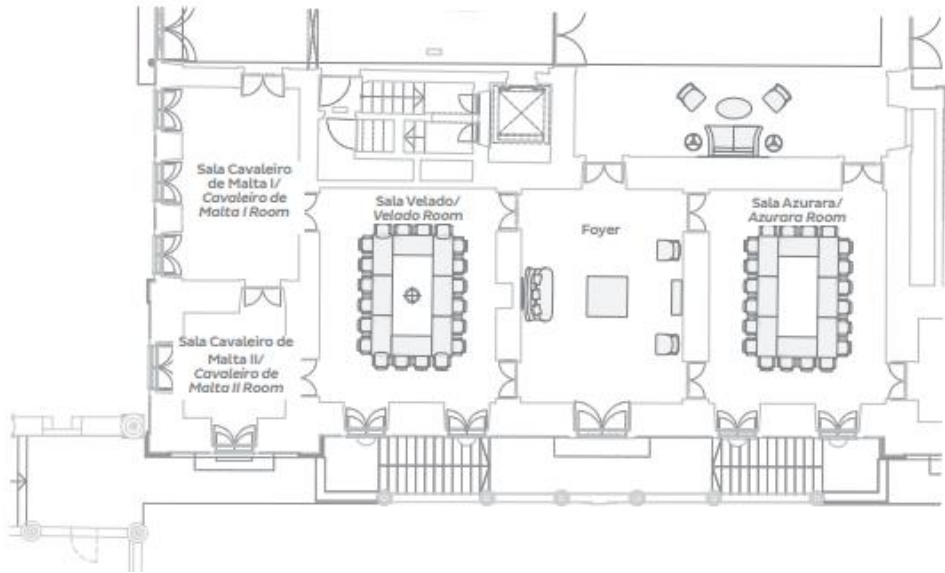 Sala Cavaleiro
de Malta I/
Cavaleiro de
Malta I Room
Sala Velado/
Velado Room
Foyer
Sala Azurara/
Azurara Room
Sala Cavaleiro de
Malta II/
Cavaleiro de
Malta II Room